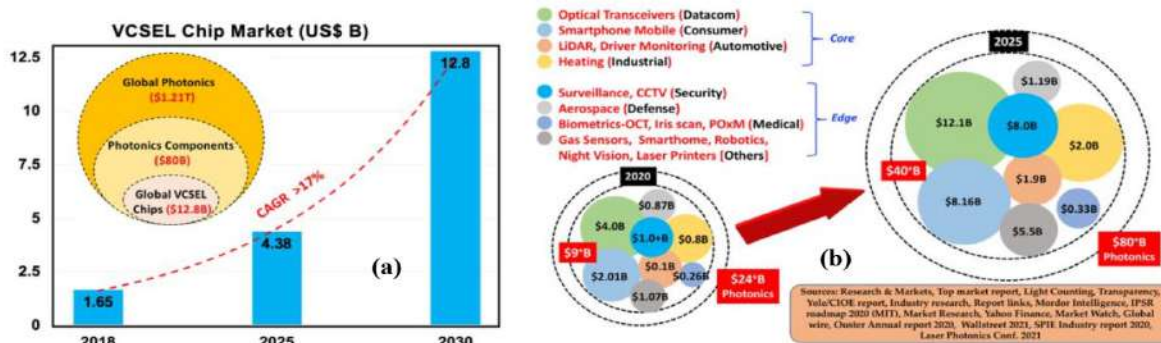 VCSEL Chip Market (US$ B)
12.5
10
7.5
5
2.5
0
Global Photonics
($1.21T)
Photonics Components
($80B)
Global VCSEL
Chips ($12.8B)
CAGR >17%
1.65
4.38
12.8
(a)
2018
2025
2030
Optical Transceivers (Datacom)
Smartphone Mobile (Consumer)
LiDAR, Driver Monitoring (Automotive)
Heating (Industrial)
Core
Surveillance, CCTV (Security)
Aerospace (Defense)
Biometrics-OCT, Iris scan, POxM (Medical)
Gas Sensors, Smarthome, Robotics,
Night Vision, Laser Printers [Others]
Edge
2020
$0.87B
$4.0B
$1.0+B
$0.8B
$9+B
$2.01B
$0.1B
$0.26B
$1.07B
$24+B
Photonics
2025
$1.19B
$12.1B
$8.0B
$2.0B
$40+B
$1.9B
$8.16B
$0.33B
$5.5B
(b)
$80+B
Photonics
Sources: Research & Markets, Top market report, Light Counting, Transparency,
Yole/CIOE report, Industry research, Report links, Mordor Intelligence, IPSR
roadmap 2020 (MIT), Market Research, Yahoo Finance, Market Watch, Global
wire, Ouster Annual report 2020, Wallstreet 2021, SPIE Industry report 2020,
Laser Photonics Conf. 2021